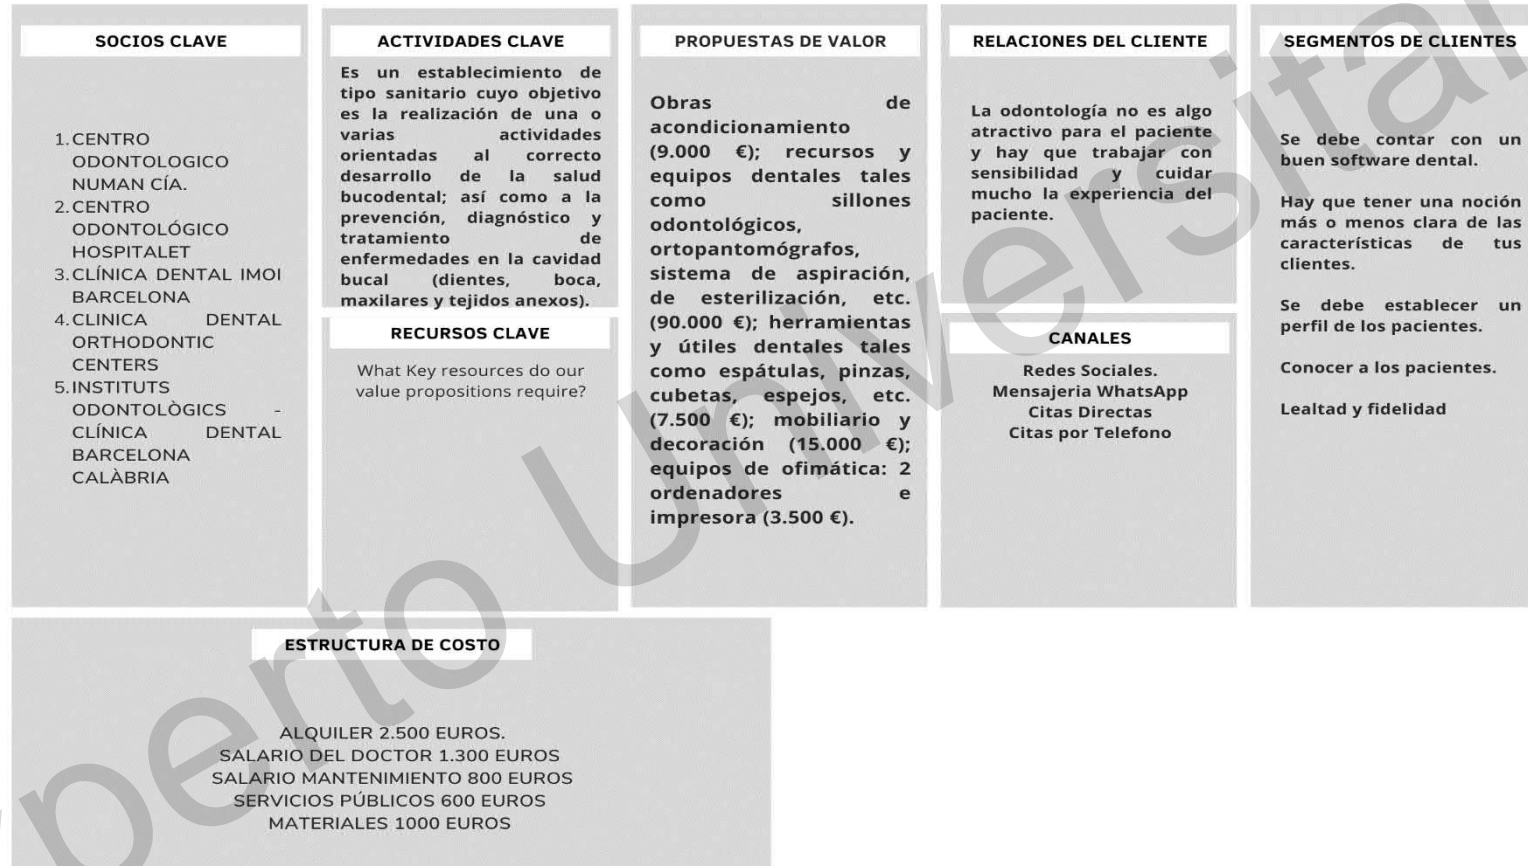 SOCIOS CLAVE
1.CENTRO
ODONTOLOGICO
NUMAN CÍA.
2.CENTRO
ODONTOLÓGICO
HOSPITALET
3.CLÍNICA DENTAL IMOI
BARCELONA
4.CLINICA DENTAL
ORTHODONTIC
CENTERS
5.INSTITUTS
ODONTOLÒGICS -
CLÍNICA DENTAL
BARCELONA
CALÀBRIA
ACTIVIDADES CLAVE
Es un establecimiento de
tipo sanitario cuyo objetivo
es la realización de una o
varias actividades
orientadas al correcto
desarrollo de la salud
bucodental; así como a la
prevención, diagnóstico y
tratamiento de
enfermedades en la cavidad
bucal (dientes, boca,
maxilares y tejidos anexos).
RECURSOS CLAVE
What Key resources do our
value propositions require?
PROPUESTAS DE VALOR
Obras de
acondicionamiento
(9.000 €); recursos y
equipos dentales tales
como sillones
odontológicos,
ortopantomógrafos,
sistema de aspiración,
de esterilización, etc.
(90.000 €); herramientas
y útiles dentales tales
como espátulas, pinzas,
cubetas, espejos, etc.
(7.500 €); mobiliario y
decoración (15.000 €);
equipos de ofimática: 2
ordenadores e
impresora (3.500 €).
RELACIONES DEL CLIENTE
La odontología no es algo
atractivo para el paciente
y hay que trabajar con
sensibilidad y cuidar
mucho la experiencia del
paciente.
CANALES
Redes Sociales.
Mensajeria WhatsApp
Citas Directas
Citas por Telefono
SEGMENTOS DE CLIENTES
Se debe contar con un
buen software dental.
Hay que tener una noción
más o menos clara de las
características de tus
clientes.
Se debe establecer un
perfil de los pacientes.
Conocer a los pacientes.
Lealtad y fidelidad
ESTRUCTURA DE COSTO
ALQUILER 2.500 EUROS.
SALARIO DEL DOCTOR 1.300 EUROS
SALARIO MANTENIMIENTO 800 EUROS
SERVICIOS PÚBLICOS 600 EUROS
MATERIALES 1000 EUROS
perto Universita